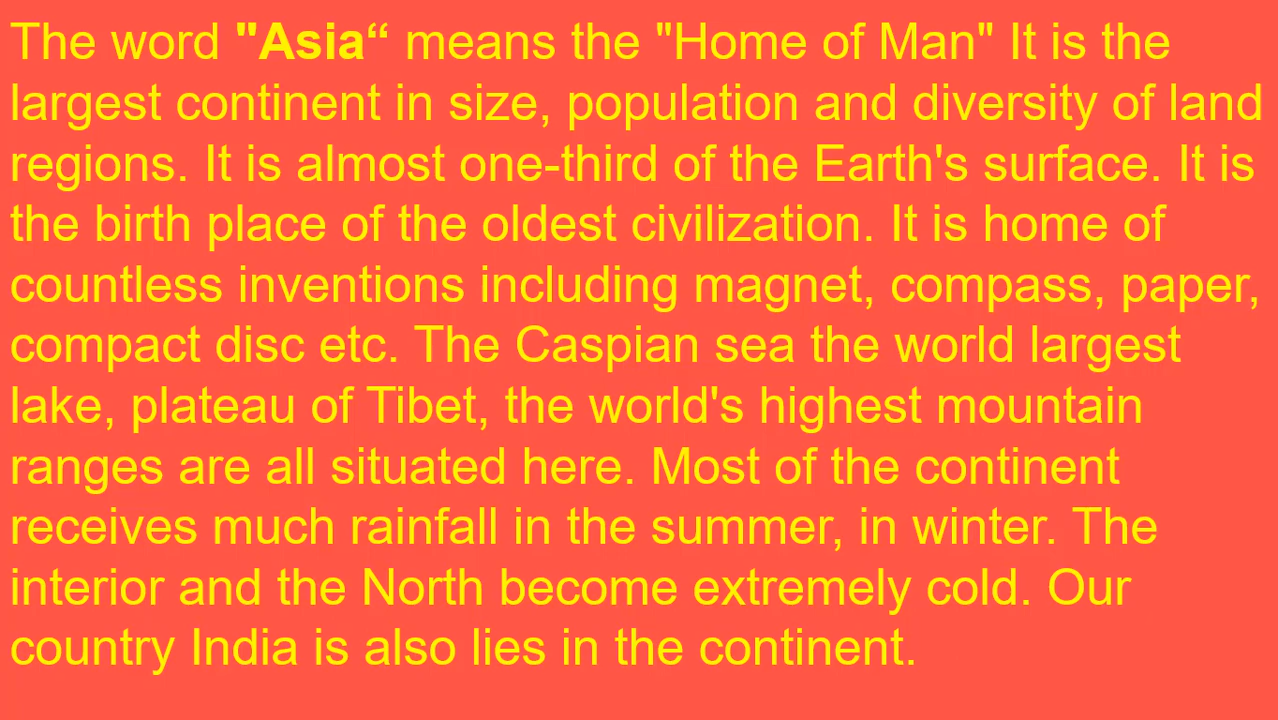 The word "Asia“ means the "Home of Man" It is the
largest continent in size, population and diversity of land
regions. It is almost one-third of the Earth's surface. It is
the birth place of the oldest civilization. It is home of
countless inventions including magnet, compass, paper,
compact disc etc. The Caspian sea the world largest
lake, plateau of Tibet, the world's highest mountain
ranges are all situated here. Most of the continent
receives much rainfall in the summer, in winter. The
interior and the North become extremely cold. Our
country India is also lies in the continent.